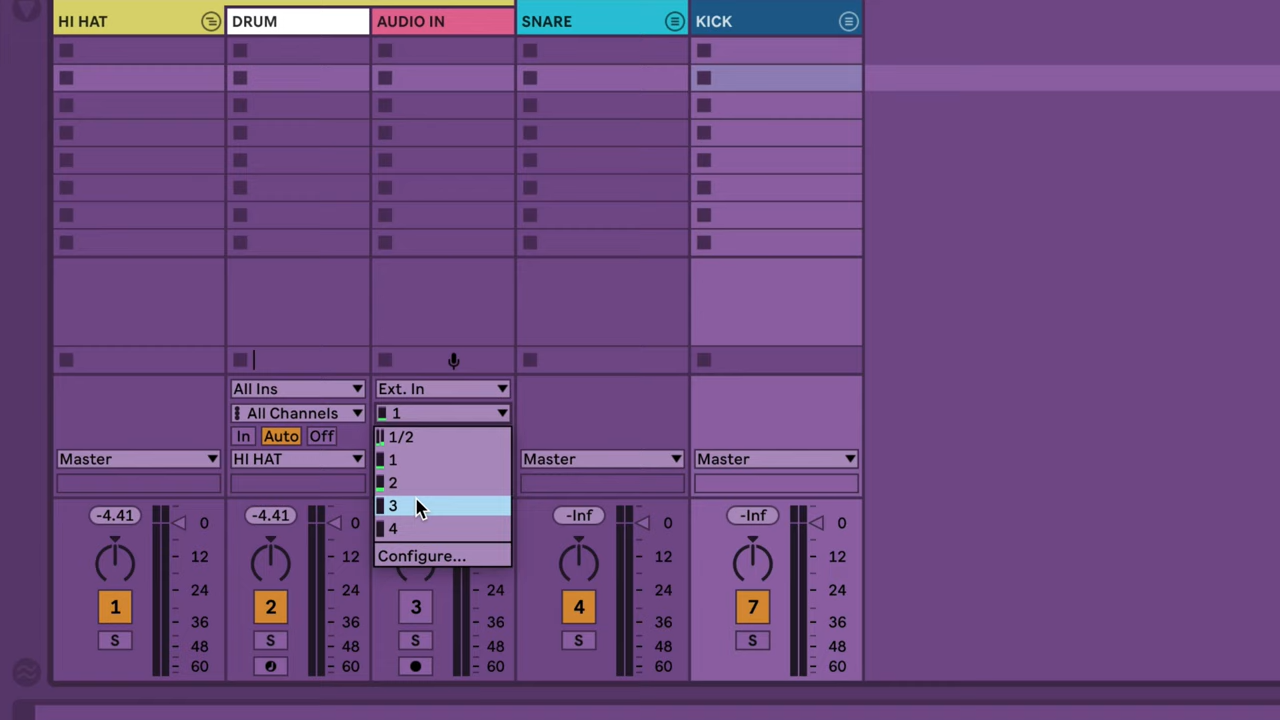 HI HAT
DRUM
AUDIO IN
SNARE
KICK
All Ins
Ext. In
All Channels
1
In Auto Off
1/2
1
2
3
4
Configure...
Master
HI HAT
Master
Master
-4.41
-4.41
-Inf
-Inf
0
12
24
36
48
60
0
12
24
36
48
60
24
36
48
60
0
12
24
36
48
60
0
12
24
36
48
60
1
2
3
4
7
S
S
S
S
S